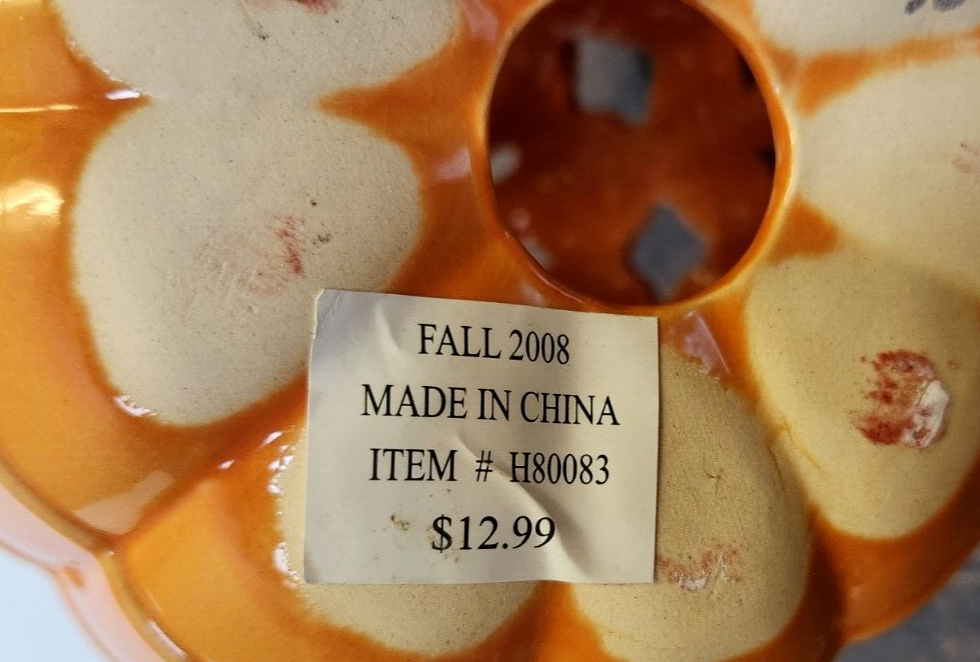 FALL 2008
MADE IN CHINA
ITEM # H80083
$12.99